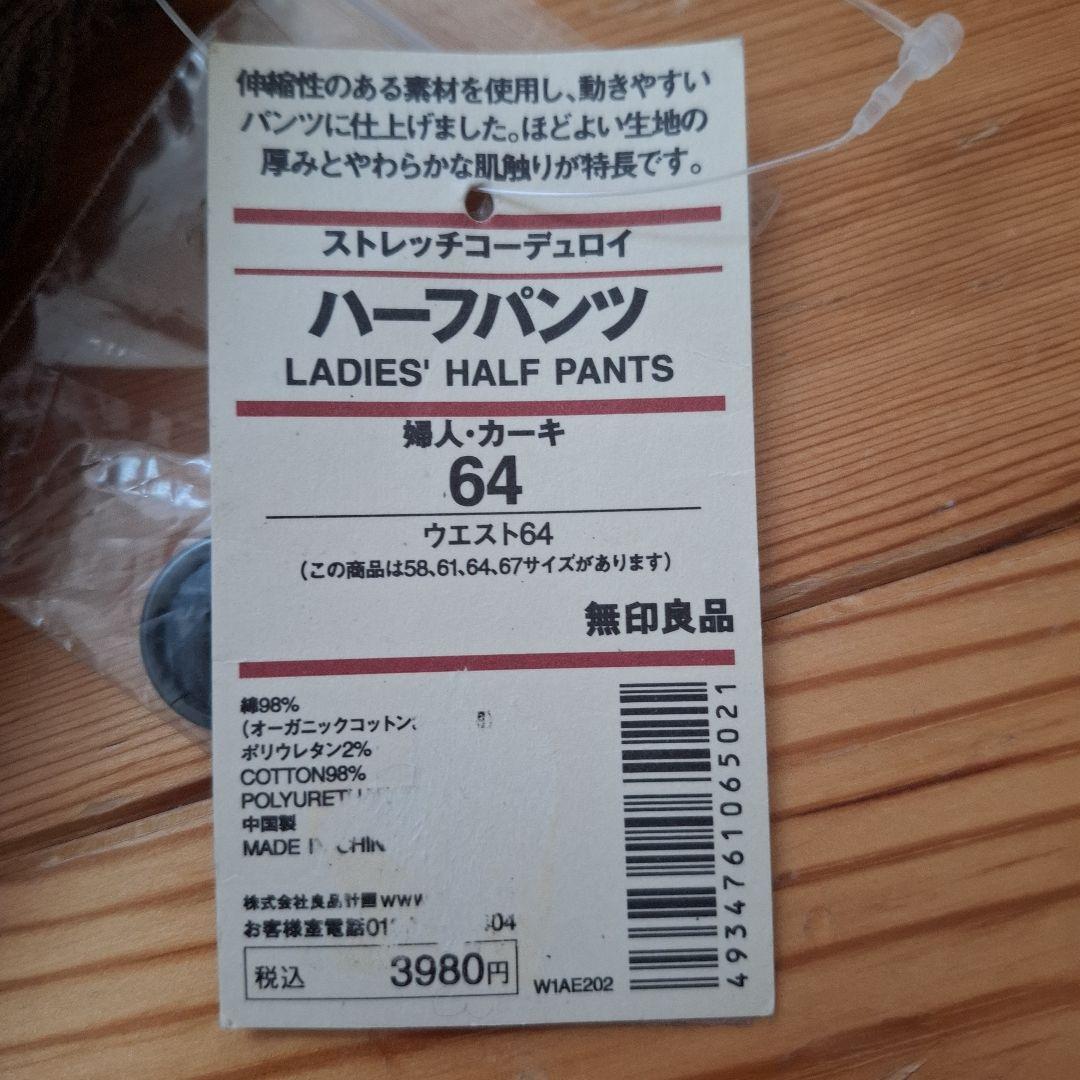 伸縮性のある素材を使用し、動きやすい
パンツに仕上げました。ほどよい生地の
厚みとやわらかな肌触りが特長です。
ストレッチコーデュロイ
ハーフパンツ
LADIES' HALF PANTS
婦人・カーキ
64
ウエスト64
(この商品は58、61、64、67サイズがあります)
無印良品
綿98%
(オーガニックコットン
ポリウレタン2%
COTTON98%
中国製
MADE
株式会社良品計画
お客様室電話
税込 3980円
W1AE202
4934761065021